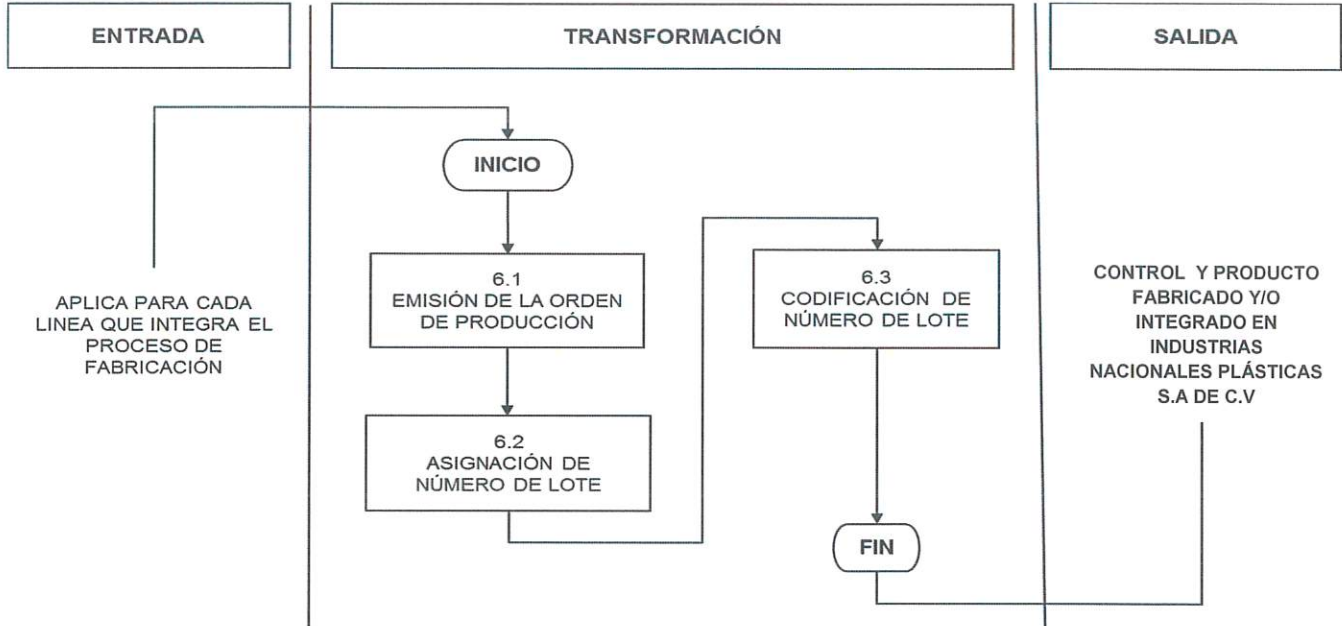 ENTRADA
TRANSFORMACIÓN
SALIDA
APLICA PARA CADA
LINEA QUE INTEGRA EL
PROCESO DE
FABRICACIÓN
INICIO
6.1
EMISIÓN DE LA ORDEN
DE PRODUCCIÓN
6.2
ASIGNACIÓN DE
NÚMERO DE LOTE
6.3
CODIFICACIÓN DE
NÚMERO DE LOTE
FIN
CONTROL Y PRODUCTO
FABRICADO Y/O
INTEGRADO EN
INDUSTRIAS
NACIONALES PLÁSTICAS
S.A DE C.V